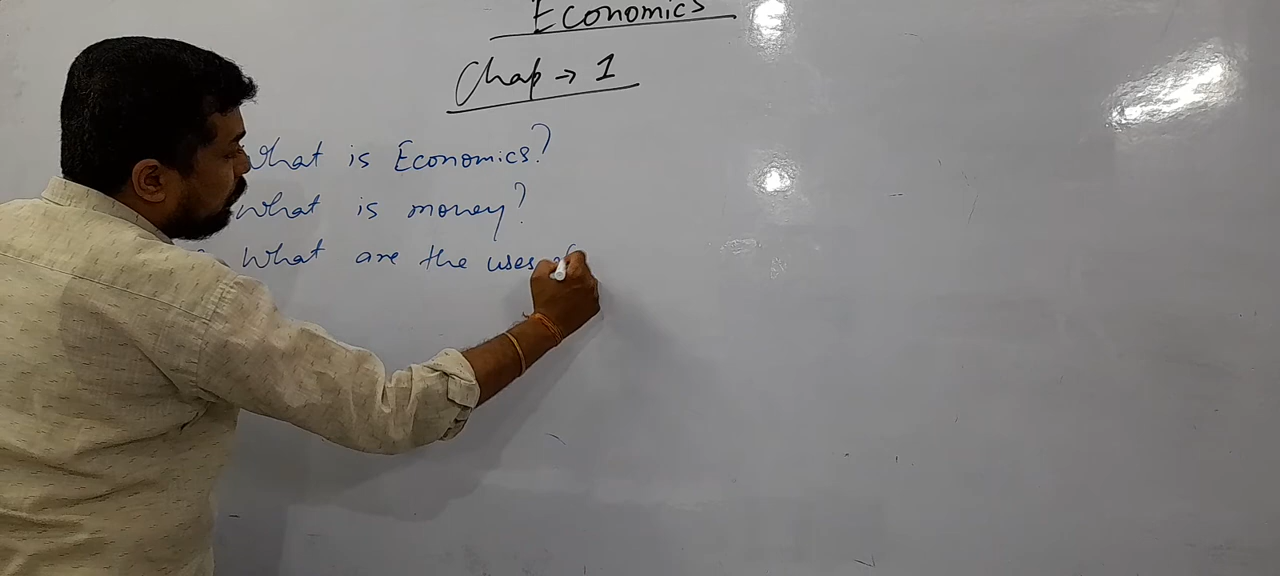 Economics
Chap → 1
What is Economics?
What is money?
What are the uses of